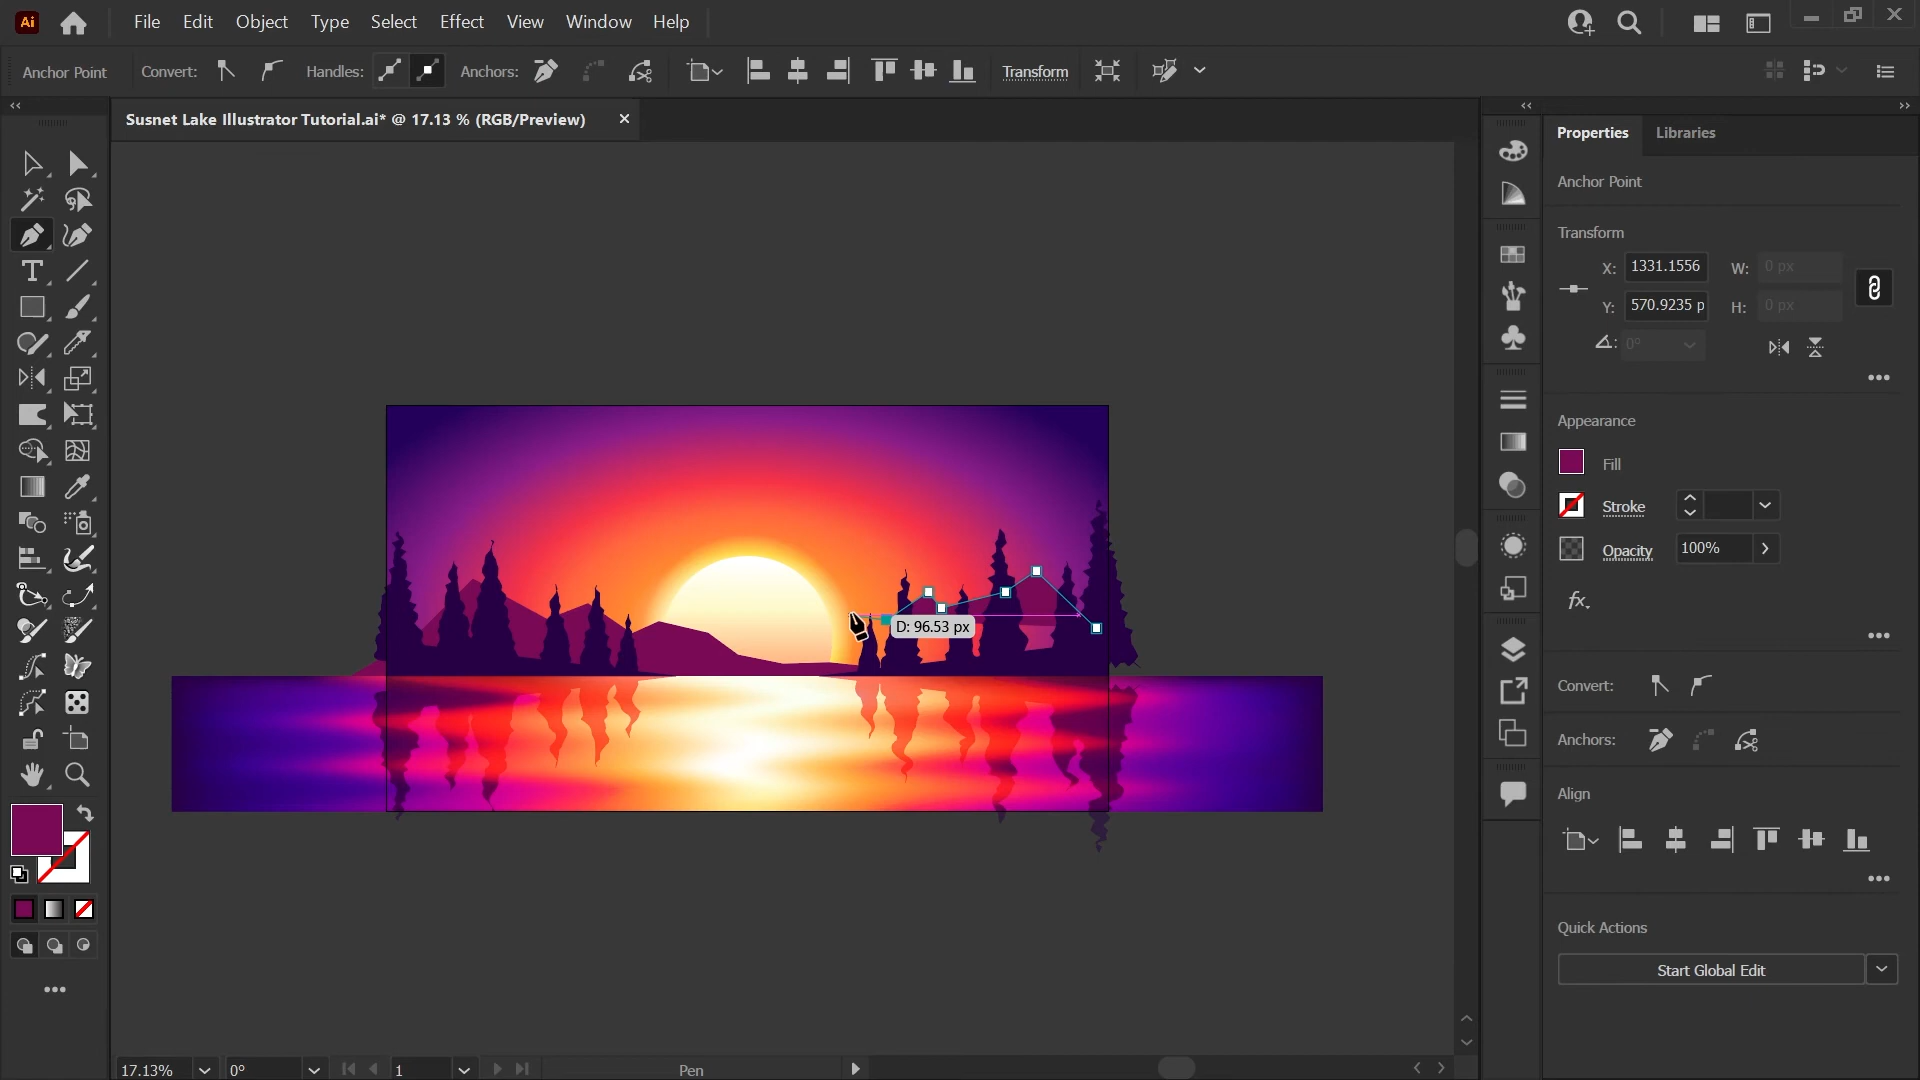 Ai
File Edit Object Type Select Effect View Window Help
Anchor Point Convert: Handles: Anchors: Transform
Susnet Lake Illustrator Tutorial.ai* @ 17.13 % (RGB/Preview)
Properties Libraries
Anchor Point
Transform
X: 1331.1556 W: 0 px
Y: 570.9235 p H: 0 px
0°
Appearance
Fill
Stroke
Opacity 100%
fx.
D: 96.53 px
Convert:
Anchors:
Align
Quick Actions
Start Global Edit
17.13% 0° 1 Pen